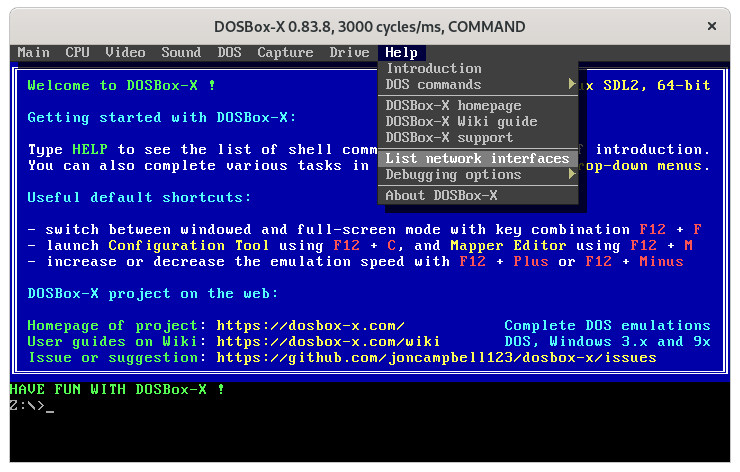 DOSBox-X 0.83.8, 3000 cycles/ms, COMMAND ×
Main CPU Video Sound DOS Capture Drive Help
Introduction
DOS commands
DOSBox-X homepage
DOSBox-X Wiki guide
DOSBox-X support
List network interfaces
Debugging options
About DOSBox-X
Welcome to DOSBox-X ! ux SDL2, 64-bit
Getting started with DOSBox-X:
Type HELP to see the list of shell comm f introduction.
You can also complete various tasks in rop-down menus.
Useful default shortcuts:
- switch between windowed and full-screen mode with key combination F12 + F
- launch Configuration Tool using F12 + C, and Mapper Editor using F12 + M
- increase or decrease the emulation speed with F12 + Plus or F12 + Minus
DOSBox-X project on the web:
Homepage of project: https://dosbox-x.com/ Complete DOS emulations
User guides on Wiki: https://dosbox-x.com/wiki DOS, Windows 3.x and 9x
Issue or suggestion: https://github.com/joncampbell123/dosbox-x/issues
HAVE FUN WITH DOSBox-X !
Z:\>_